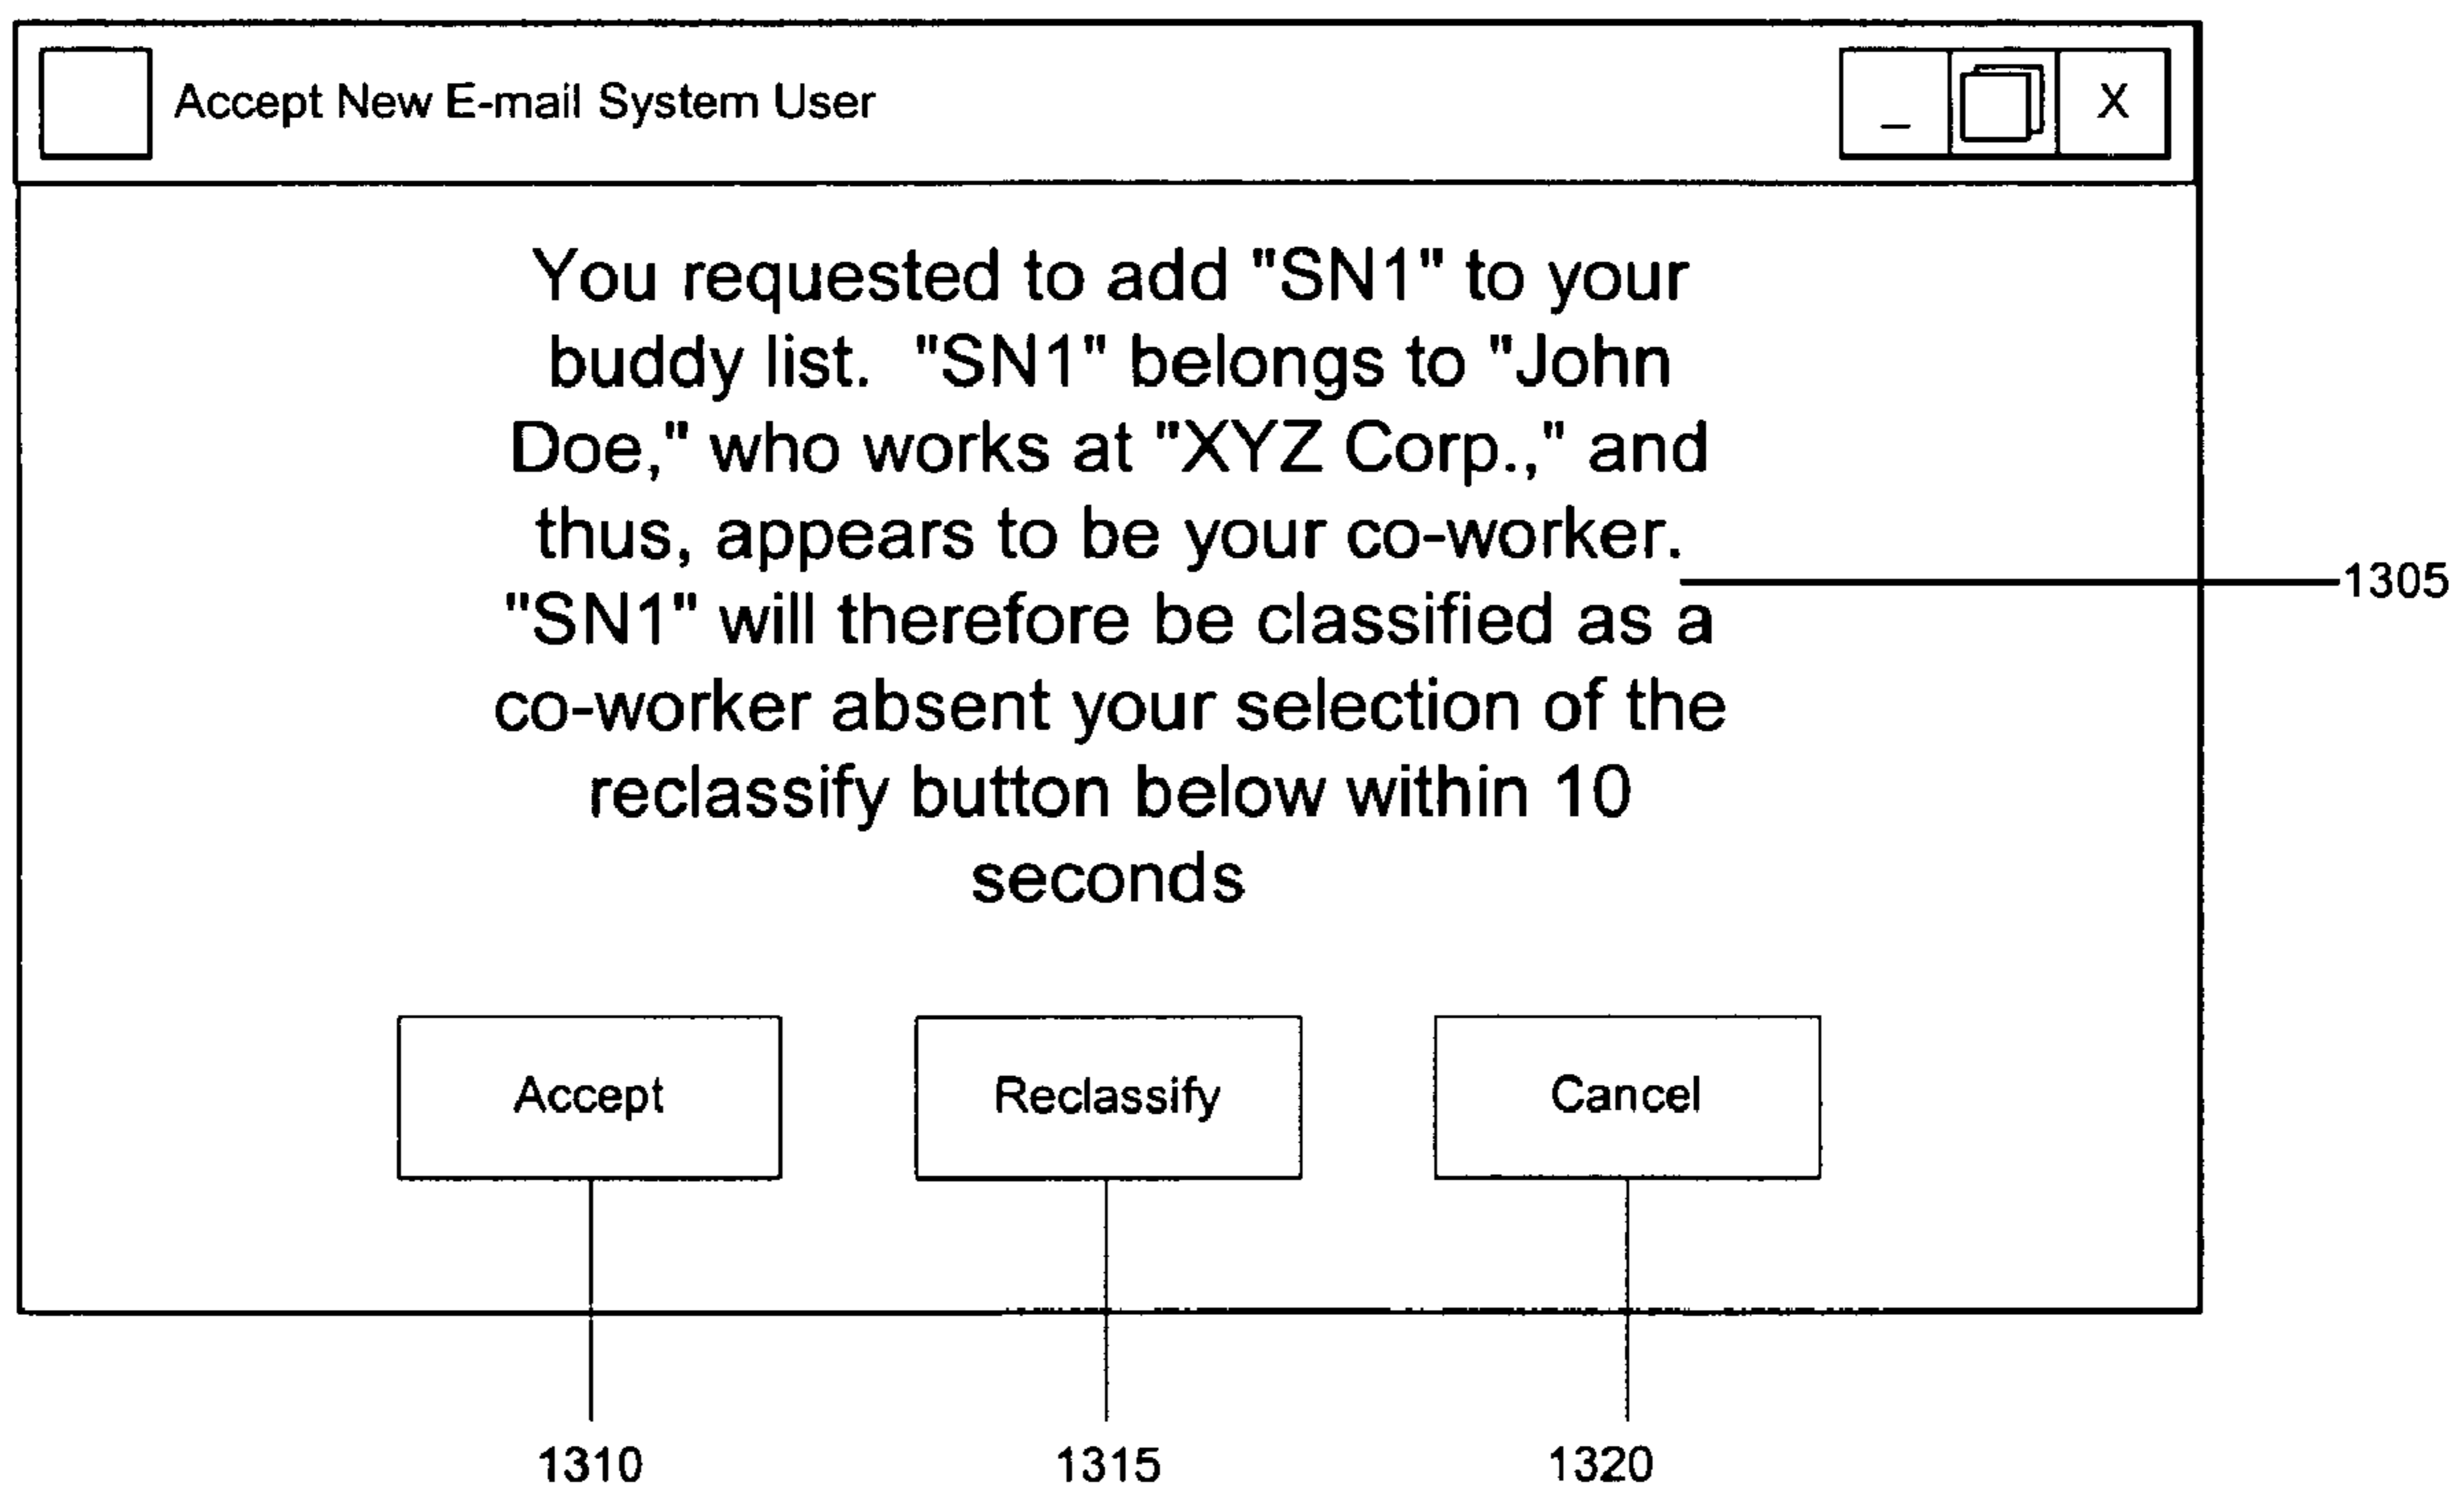 Accept New E-mail System User
_ X
You requested to add "SN1" to your
buddy list. "SN1" belongs to "John
Doe," who works at "XYZ Corp.," and
thus, appears to be your co-worker.
1305
"SN1" will therefore be classified as a
co-worker absent your selection of the
reclassify button below within 10
seconds
Accept Reclassify Cancel
1310 1315 1320